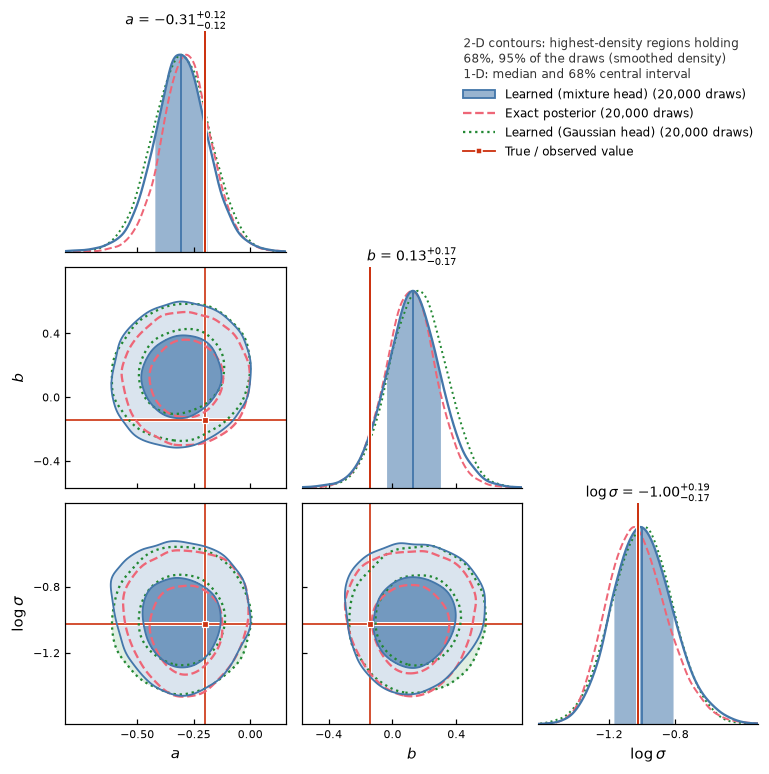 a = −0.31+0.12−0.12
2-D contours: highest-density regions holding
68%, 95% of the draws (smoothed density)
1-D: median and 68% central interval
Learned (mixture head) (20,000 draws)
Exact posterior (20,000 draws)
Learned (Gaussian head) (20,000 draws)
True / observed value
b = 0.13+0.17−0.17
b
0.4
0.0
−0.4
log σ = −1.00+0.19−0.17
log σ
−0.8
−1.2
−0.50 −0.25 0.00
a
−0.4 0.0 0.4
b
−1.2 −0.8
log σ